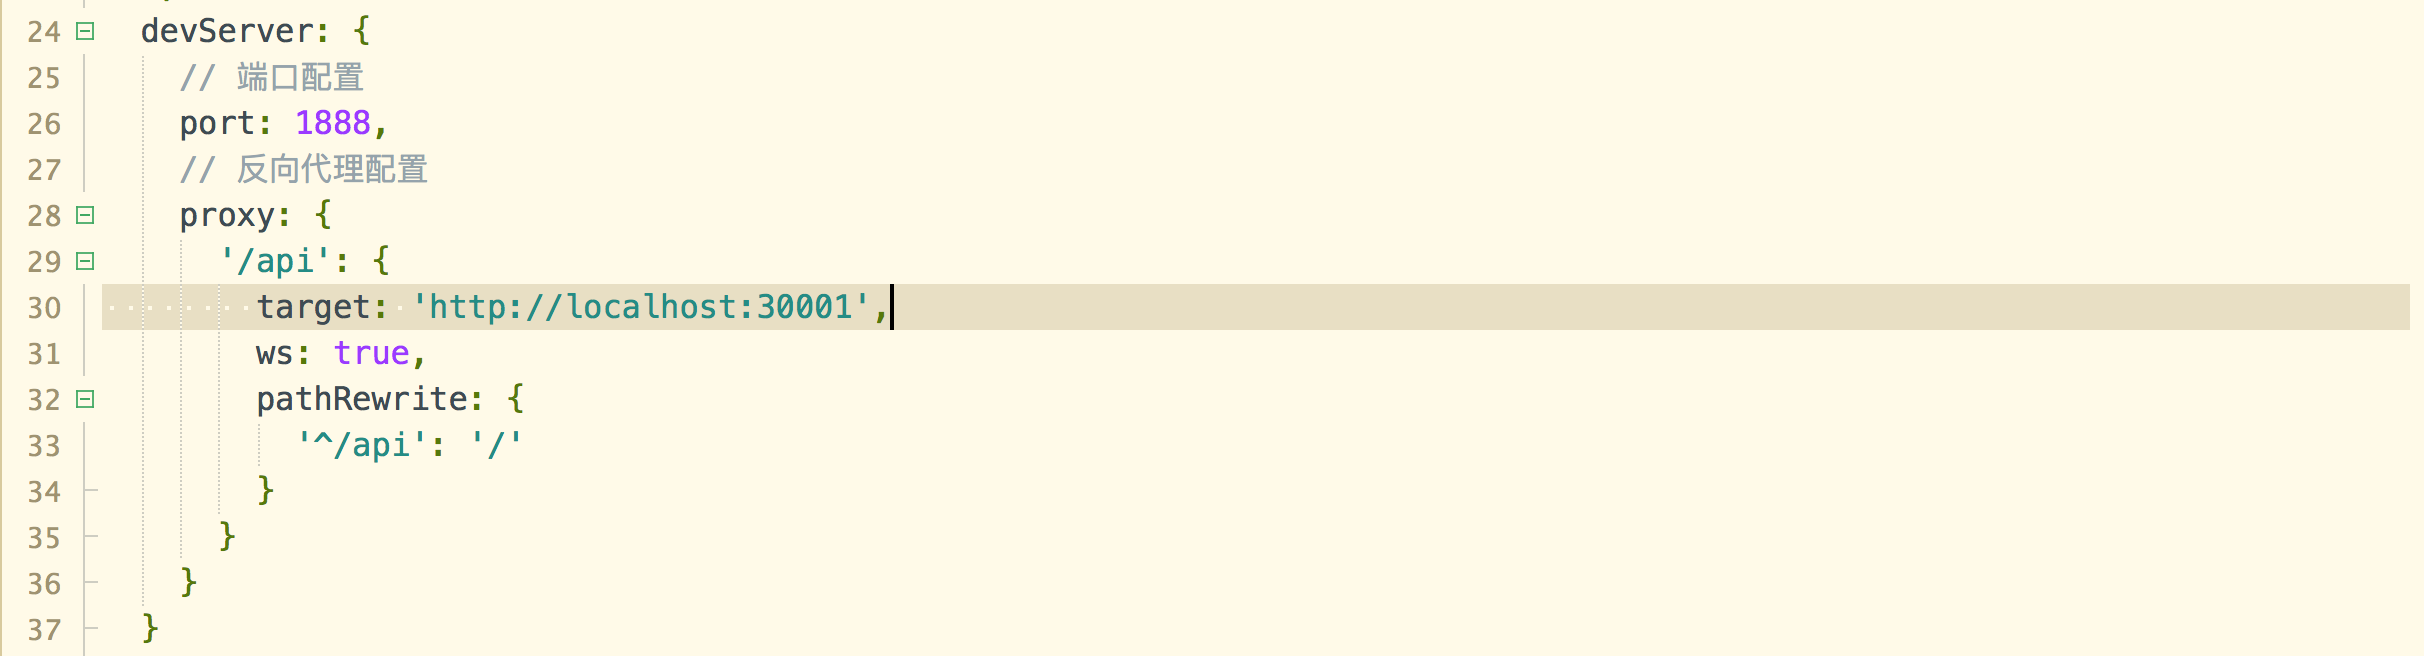 24 devServer: {
25 // 端口配置
26 port: 1888,
27 // 反向代理配置
28 proxy: {
29 '/api': {
30 target: 'http://localhost:30001',
31 ws: true,
32 pathRewrite: {
33 '^/api': '/'
34 }
35 }
36 }
37 }